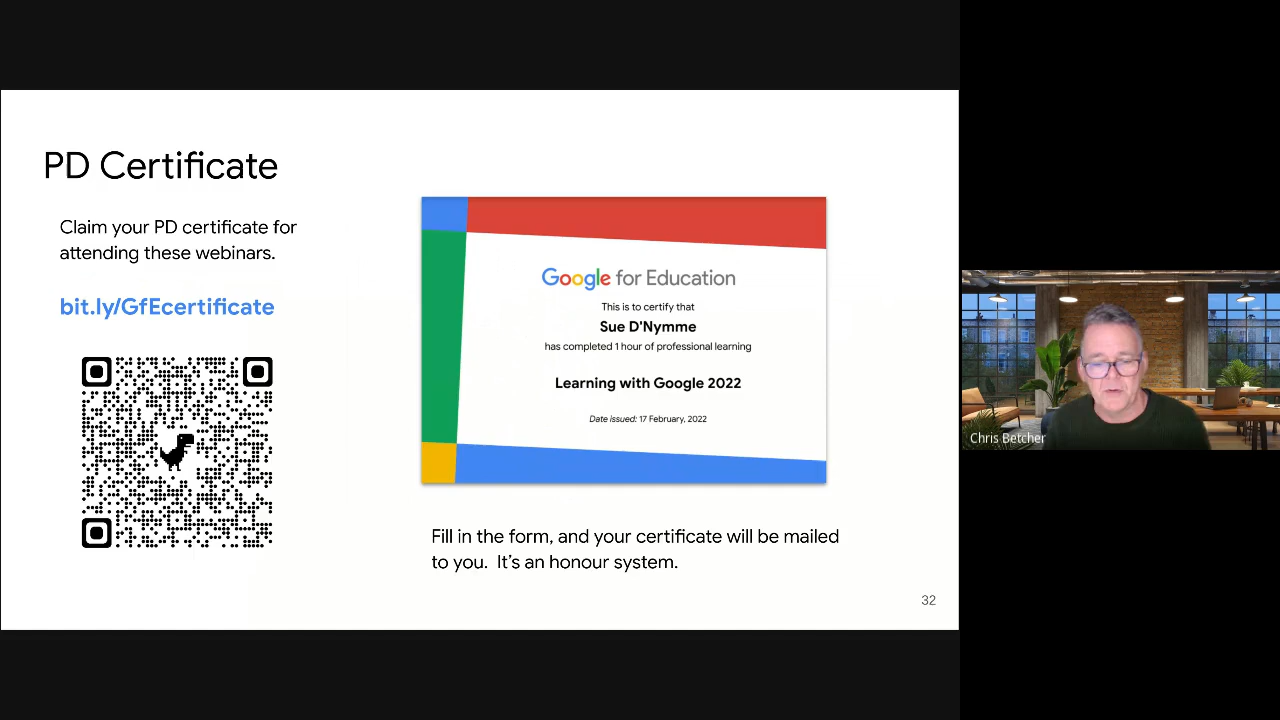 PD Certificate
Claim your PD certificate for
attending these webinars.
bit.ly/GfEcertificate
Google for Education
This is to certify that
Sue D'Nymme
has completed 1 hour of professional learning
Learning with Google 2022
Date issued: 17 February, 2022
Fill in the form, and your certificate will be mailed
to you.  It’s an honour system.
32
Chris Betcher